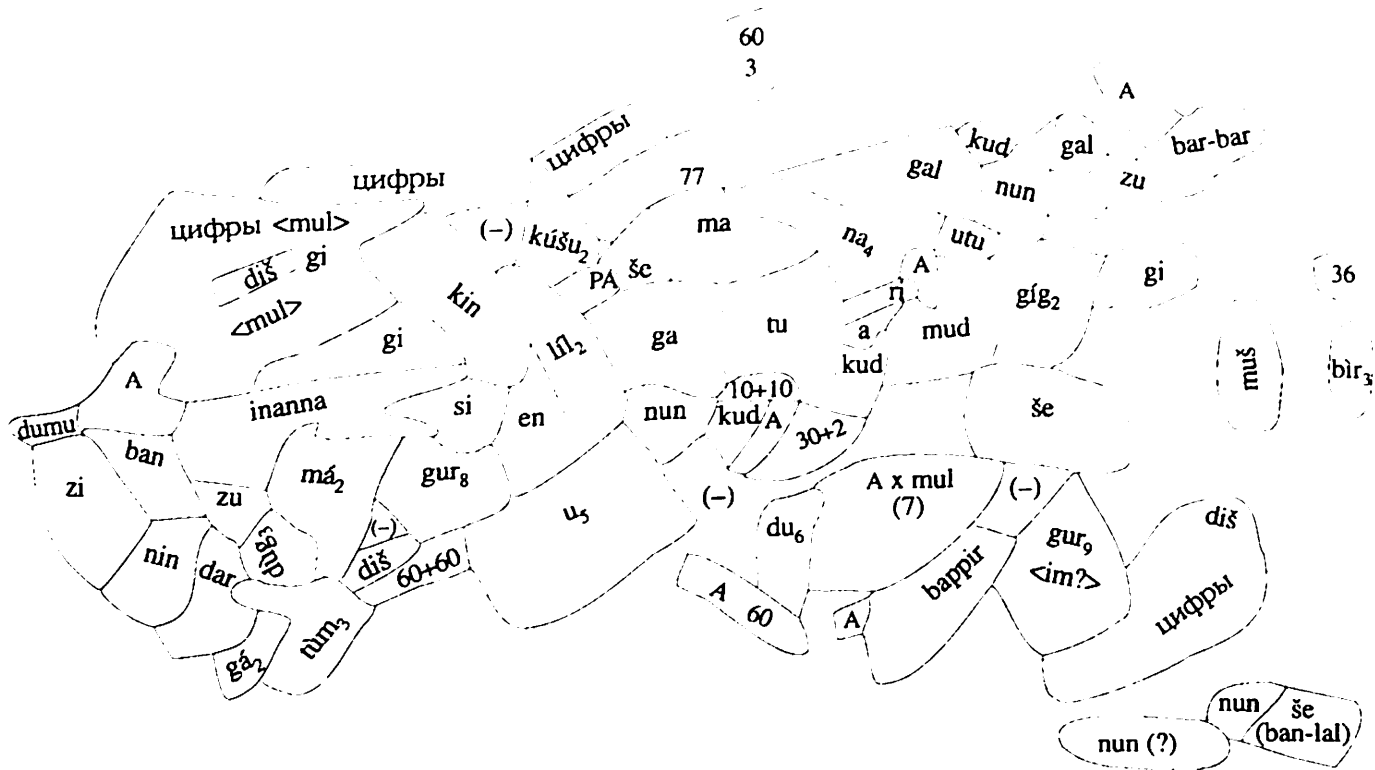 60
3
A
цифры
kud
gal
bar-bar
цифры
77
gal
nun
zu
цифры <mul>
(–)
kúšu₂
ma
na₄
utu
diš
gi
PA
še
A
gi
36
<mul>
kin
ri
gíg₂
gi
líl₂
ga
tu
a
mud
kud
muš
bìr₃
A
inanna
si
en
nun
10+10
kud
A
30+2
še
dumu
ban
zi
zu
má₂
gur₈
u₅
(–)
A x mul
(7)
(–)
du₆
diš
nin
dar
dùg₃
(–)
diš
60+60
gur₉
<im?>
bappir
A 60
A
цифры
gá₂
tùm₃
nun
še
(ban-lal)
nun (?)